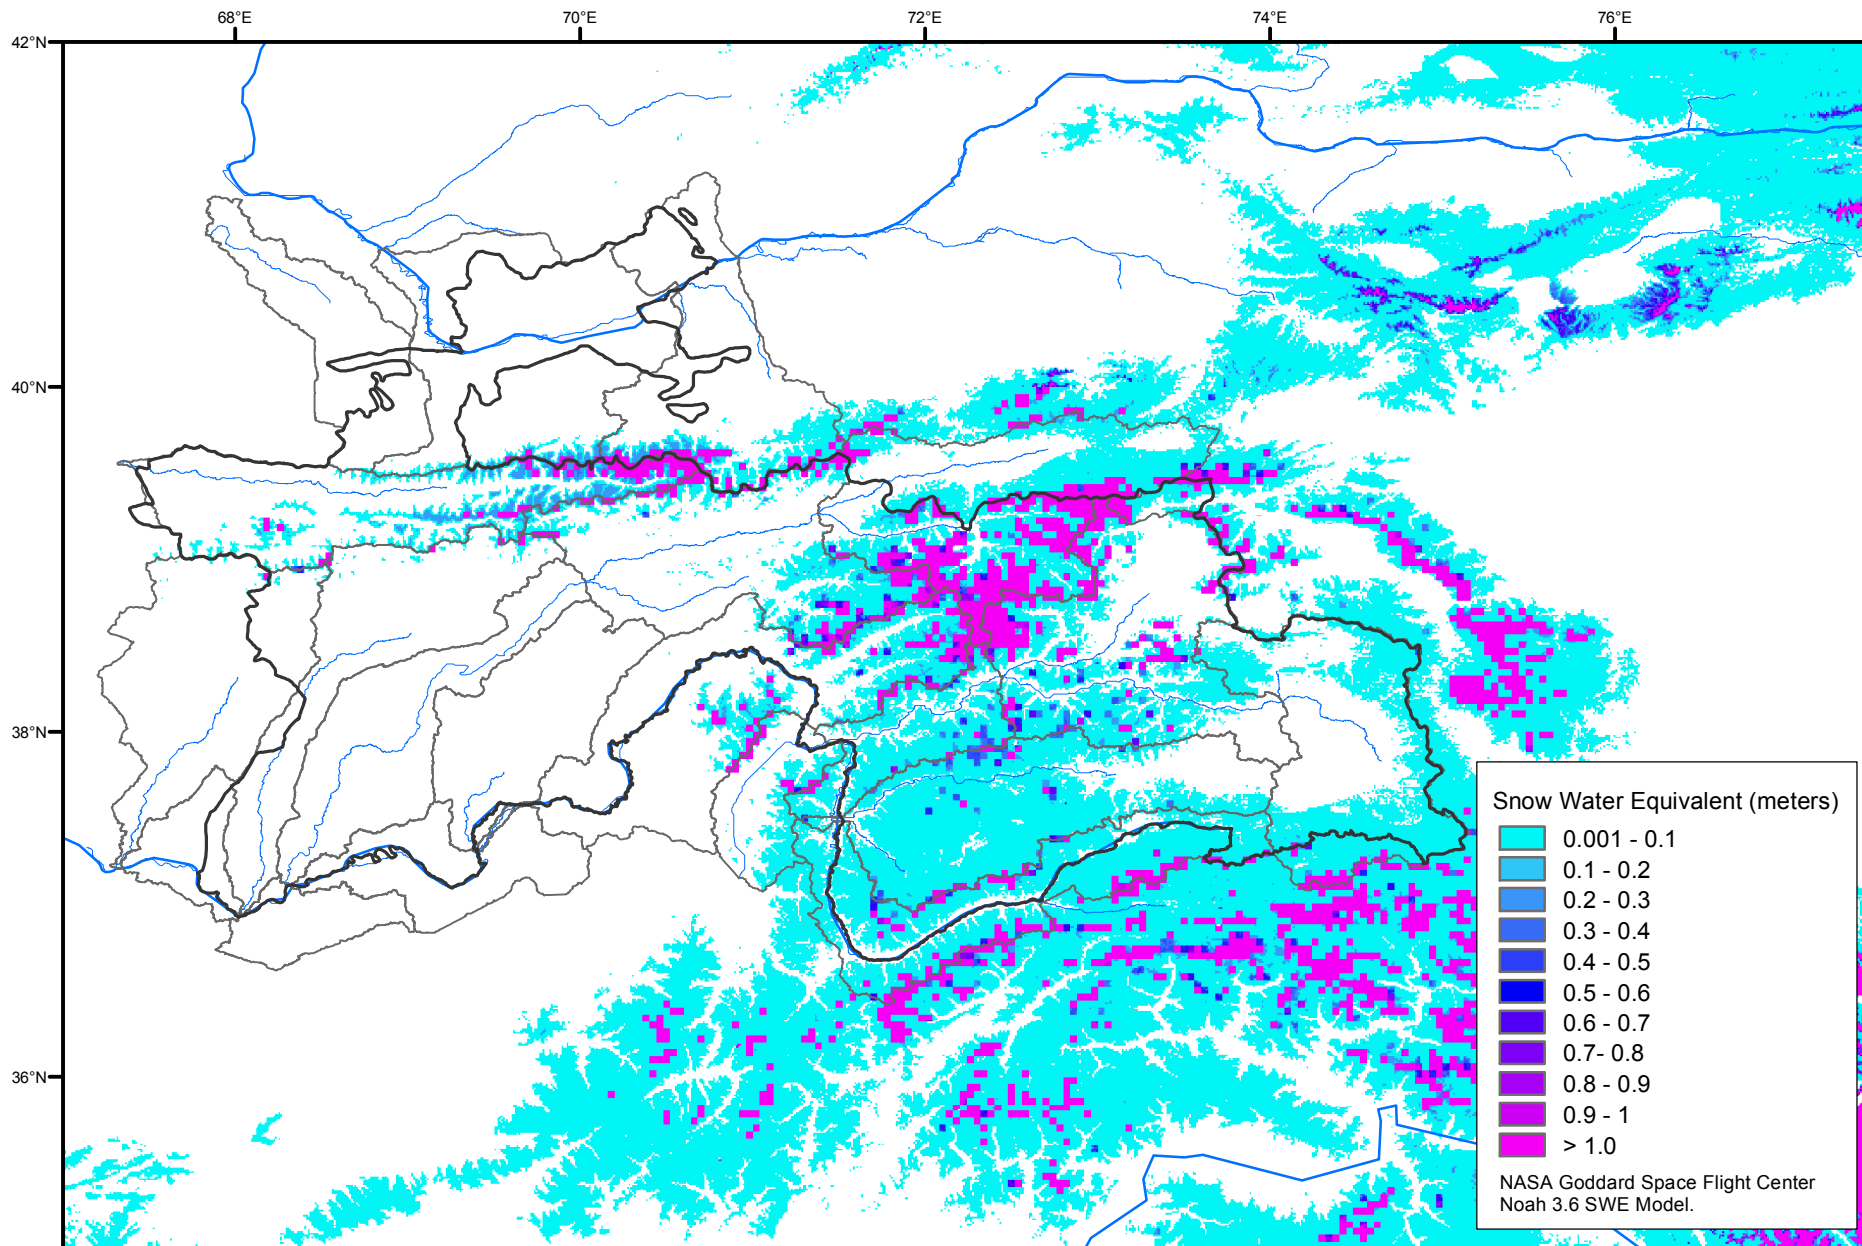 68°E
70°E
72°E
74°E
76°E
42°N
40°N
38°N
36°N
Snow Water Equivalent (meters)
0.001 - 0.1
0.1 - 0.2
0.2 - 0.3
0.3 - 0.4
0.4 - 0.5
0.5 - 0.6
0.6 - 0.7
0.7- 0.8
0.8 - 0.9
0.9 - 1
> 1.0
NASA Goddard Space Flight Center
Noah 3.6 SWE Model.